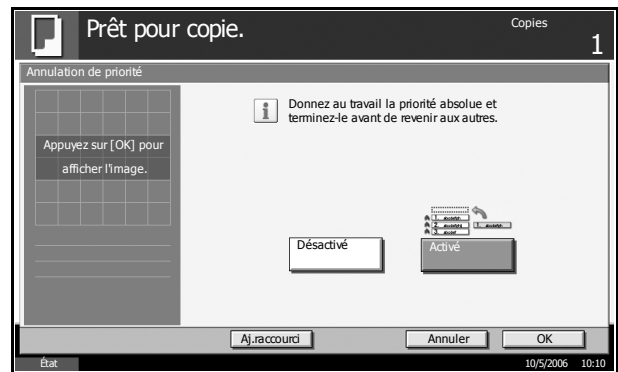 Prêt pour copie.
Copies
1
Annulation de priorité
Donnez au travail la priorité absolue et
terminez-le avant de revenir aux autres.
Appuyez sur [OK] pour
afficher l'image.
Désactivé
Activé
Aj.raccourci
Annuler
OK
État
10/5/2006 10:10